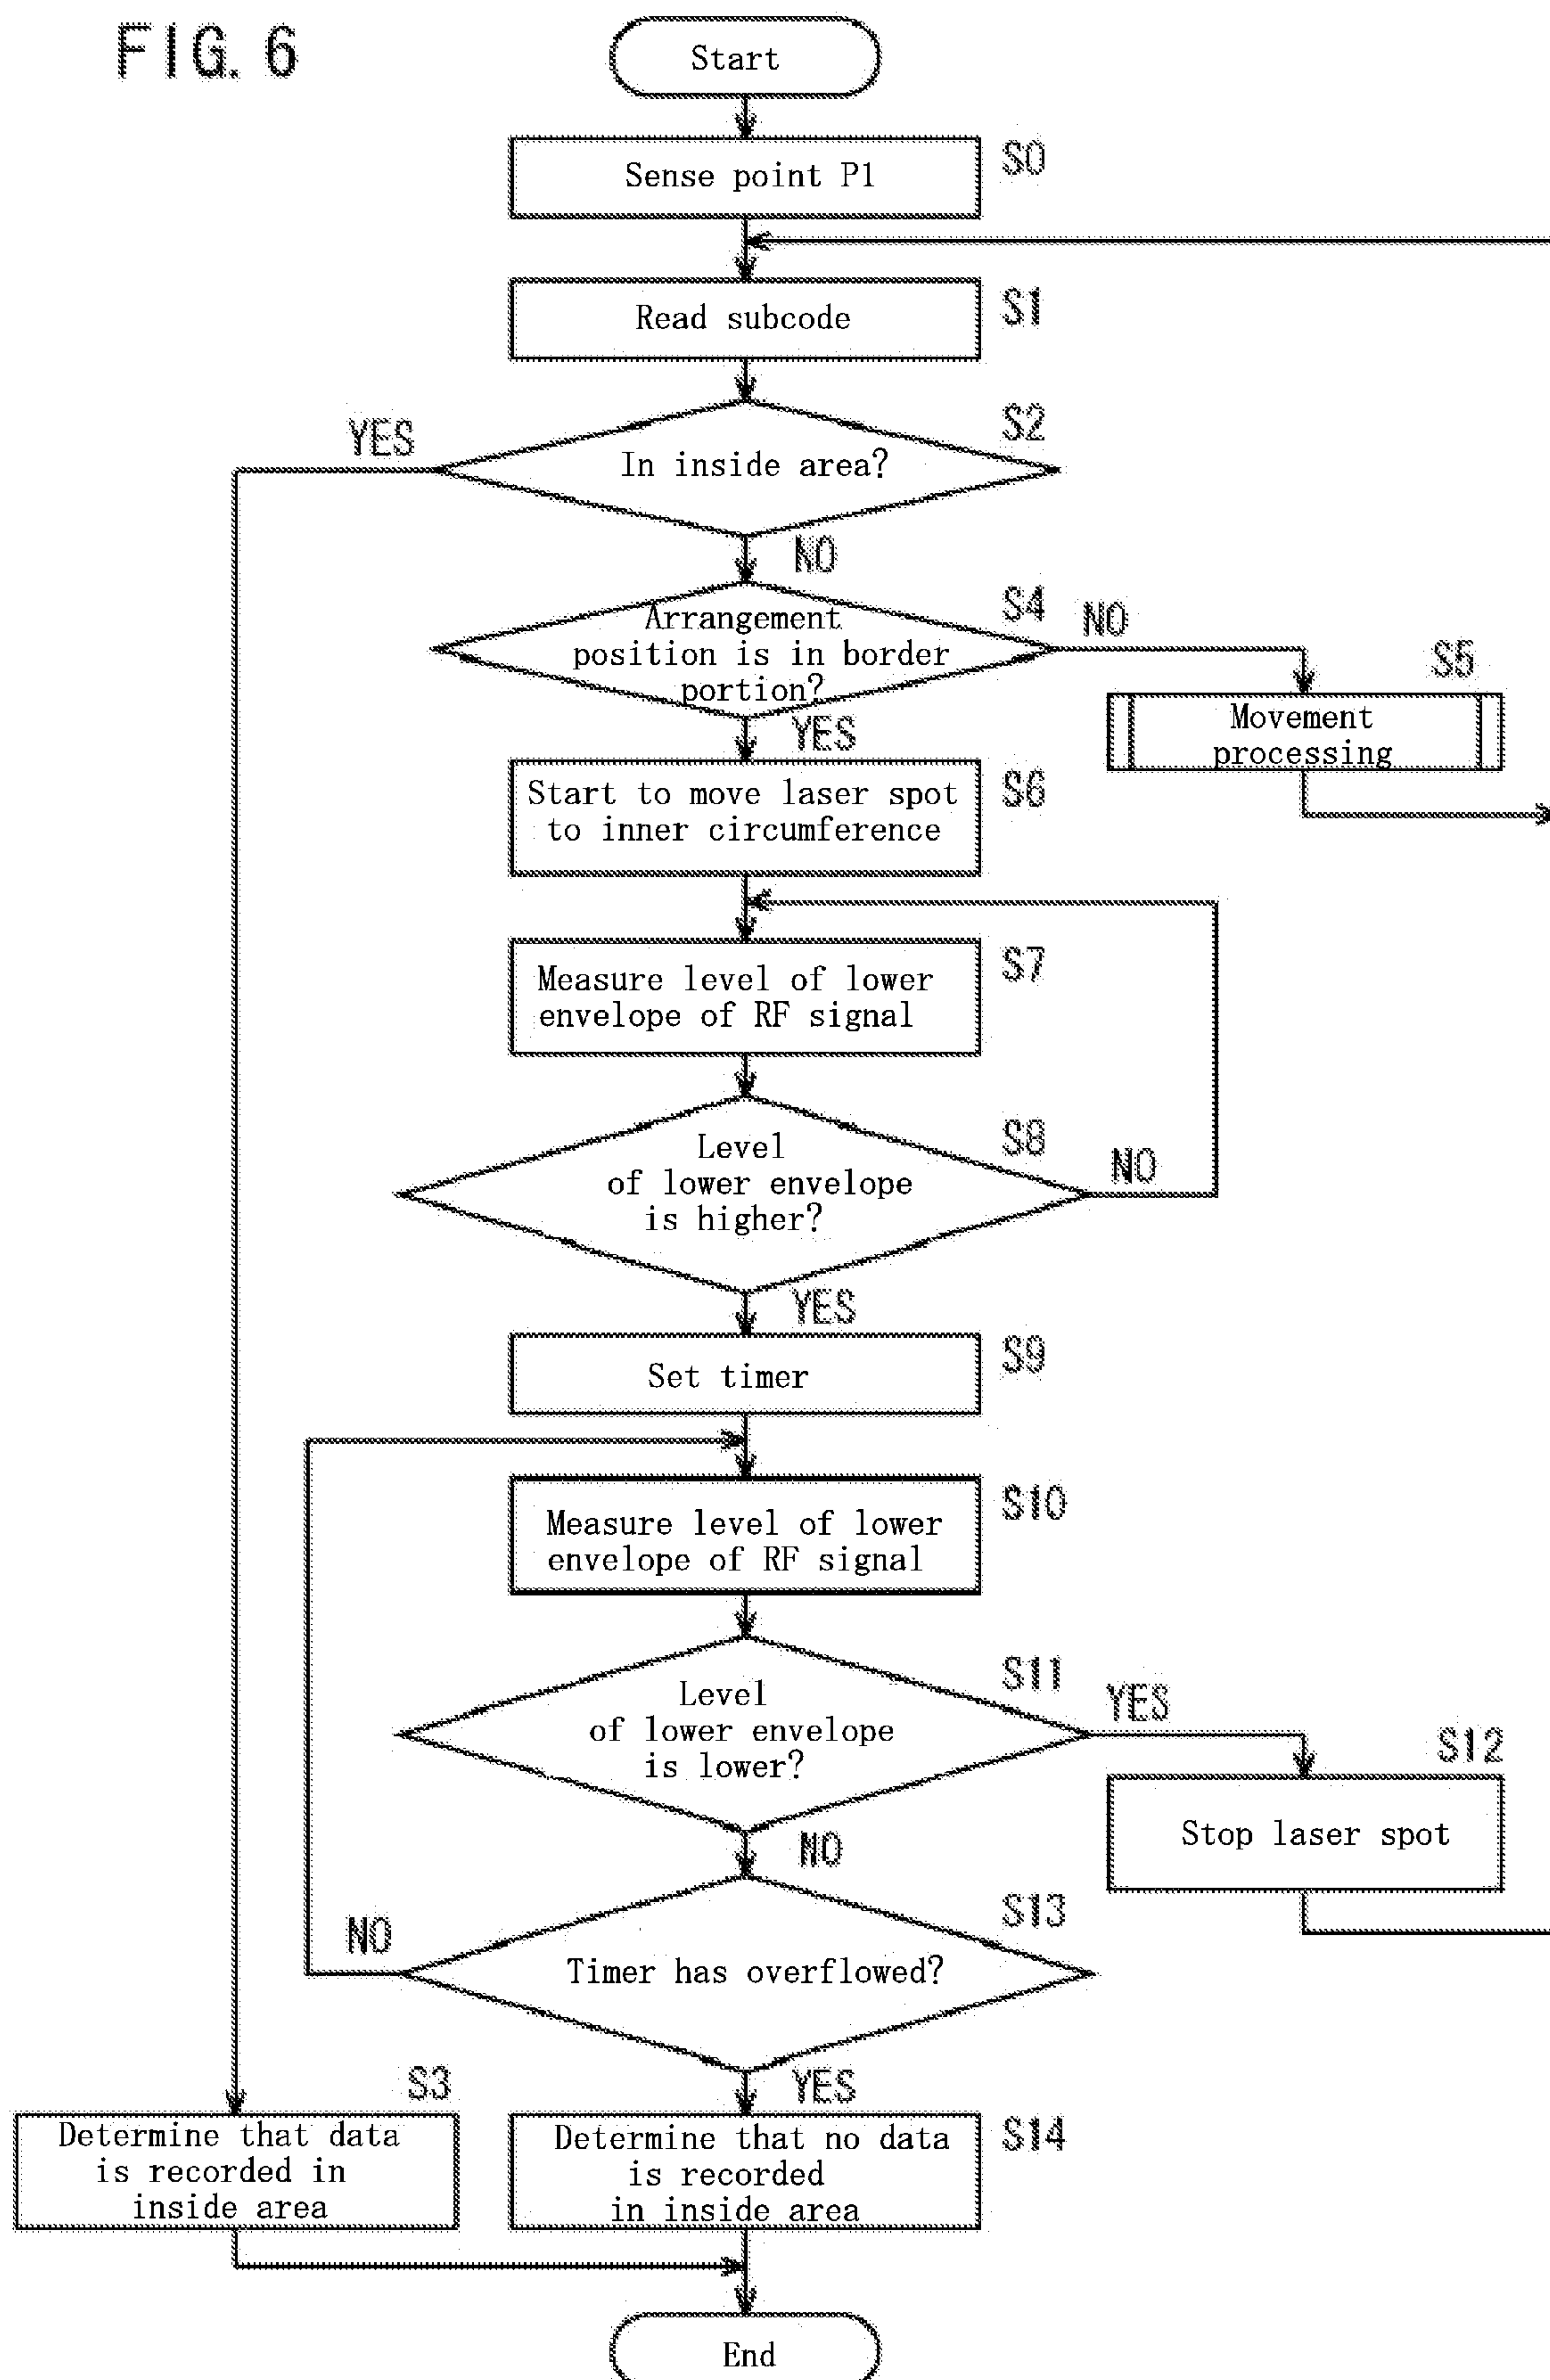 FIG. 6
Start
Sense point P1
S0
Read subcode
S1
S2
YES
In inside area?
NO
S4
Arrangement
position is in border
portion?
NO
S5
Movement
processing
YES
Start to move laser spot
to inner circumference
S6
Measure level of lower
envelope of RF signal
S7
S8
Level
of lower envelope
is higher?
NO
YES
Set timer
S9
Measure level of lower
envelope of RF signal
S10
S11
Level
of lower envelope
is lower?
YES
S12
Stop laser spot
NO
S13
NO
Timer has overflowed?
YES
S3
Determine that data
is recorded in
inside area
Determine that no data
is recorded
in inside area
S14
End